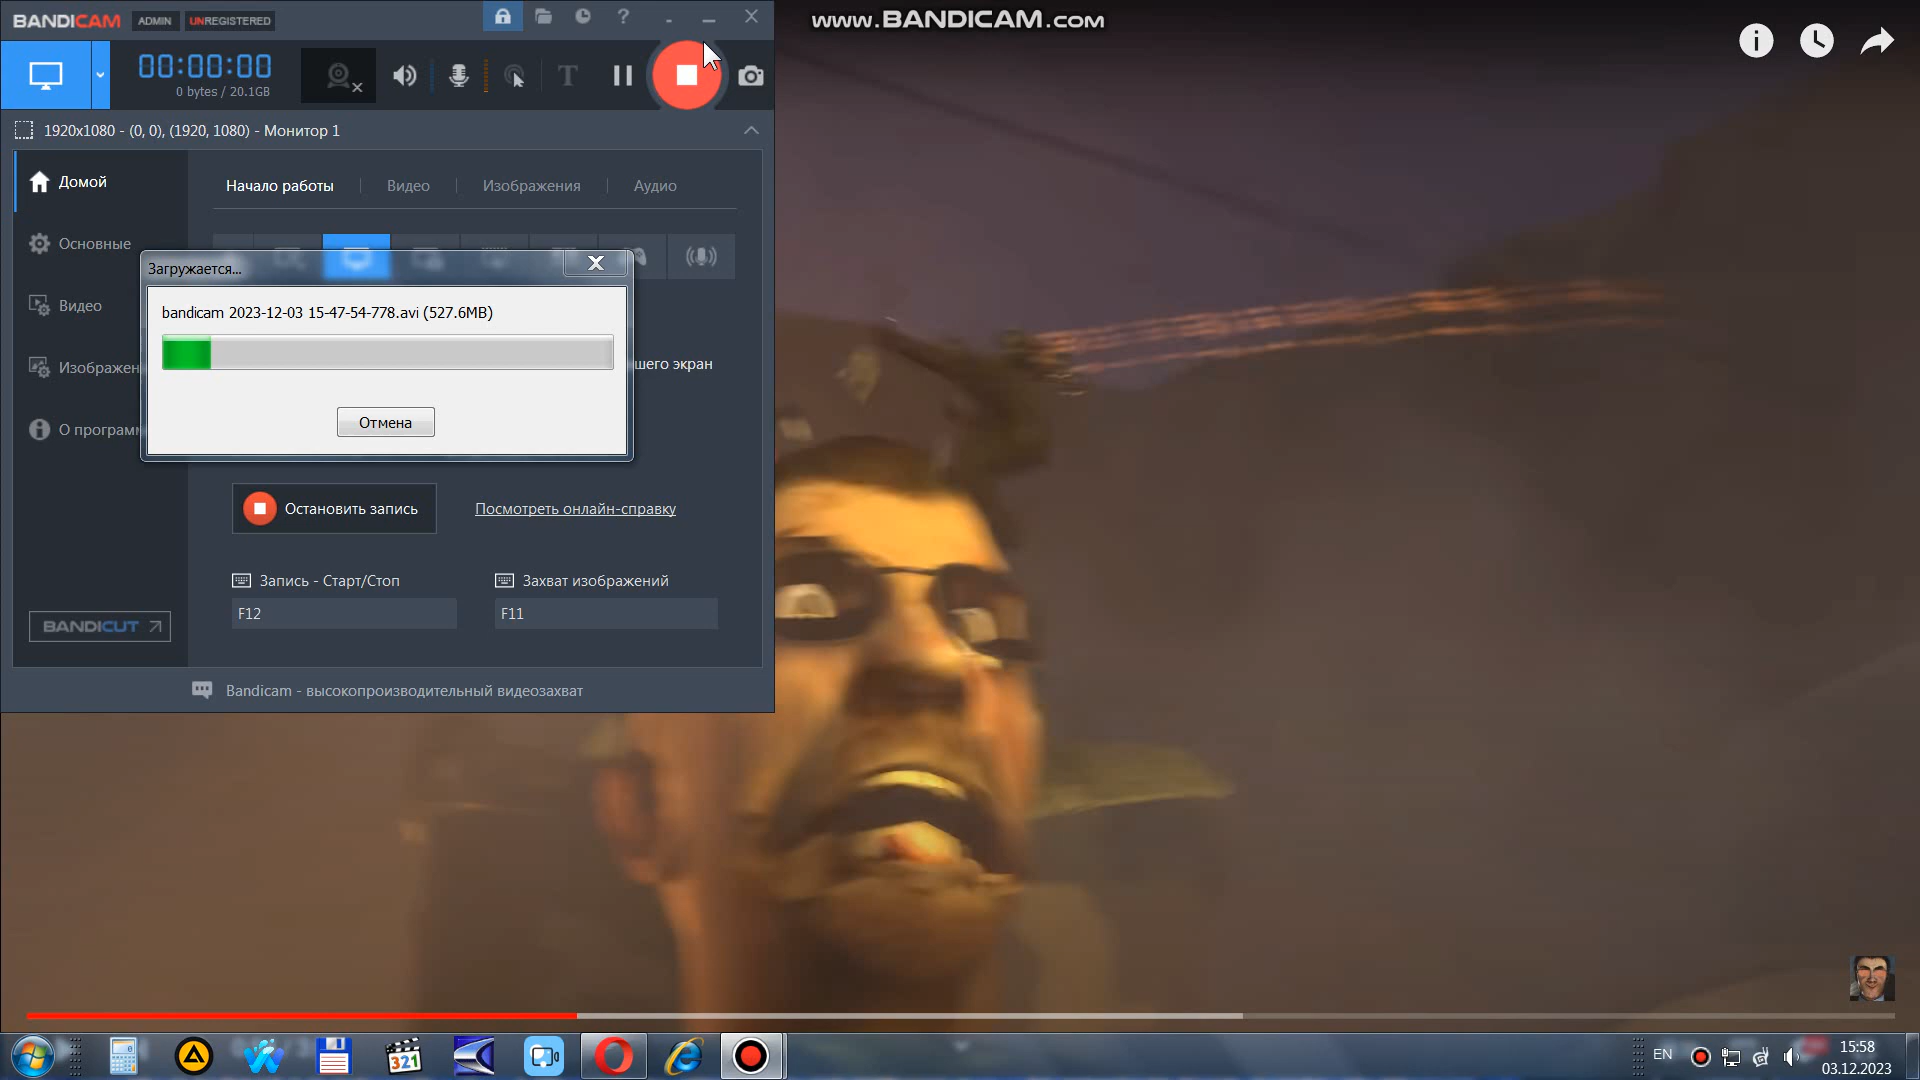 BANDICAM ADMIN UNREGISTERED ?
www.BANDICAM.com
00:00:00
0 bytes / 20.1GB
T
1920x1080 - (0, 0), (1920, 1080) - Монитор 1
Домой
Начало работы
Видео
Изображения
Аудио
Основные
Загружается...
bandicam 2023-12-03 15-47-54-778.avi (527.6MB)
Видео
шего экран
Изображен
Отмена
О програм
Остановить запись
Посмотреть онлайн-справку
Запись - Старт/Стоп
Захват изображений
F12
F11
BANDICUT
Bandicam - высокопроизводительный видеозахват
321
EN
15:58
03.12.2023